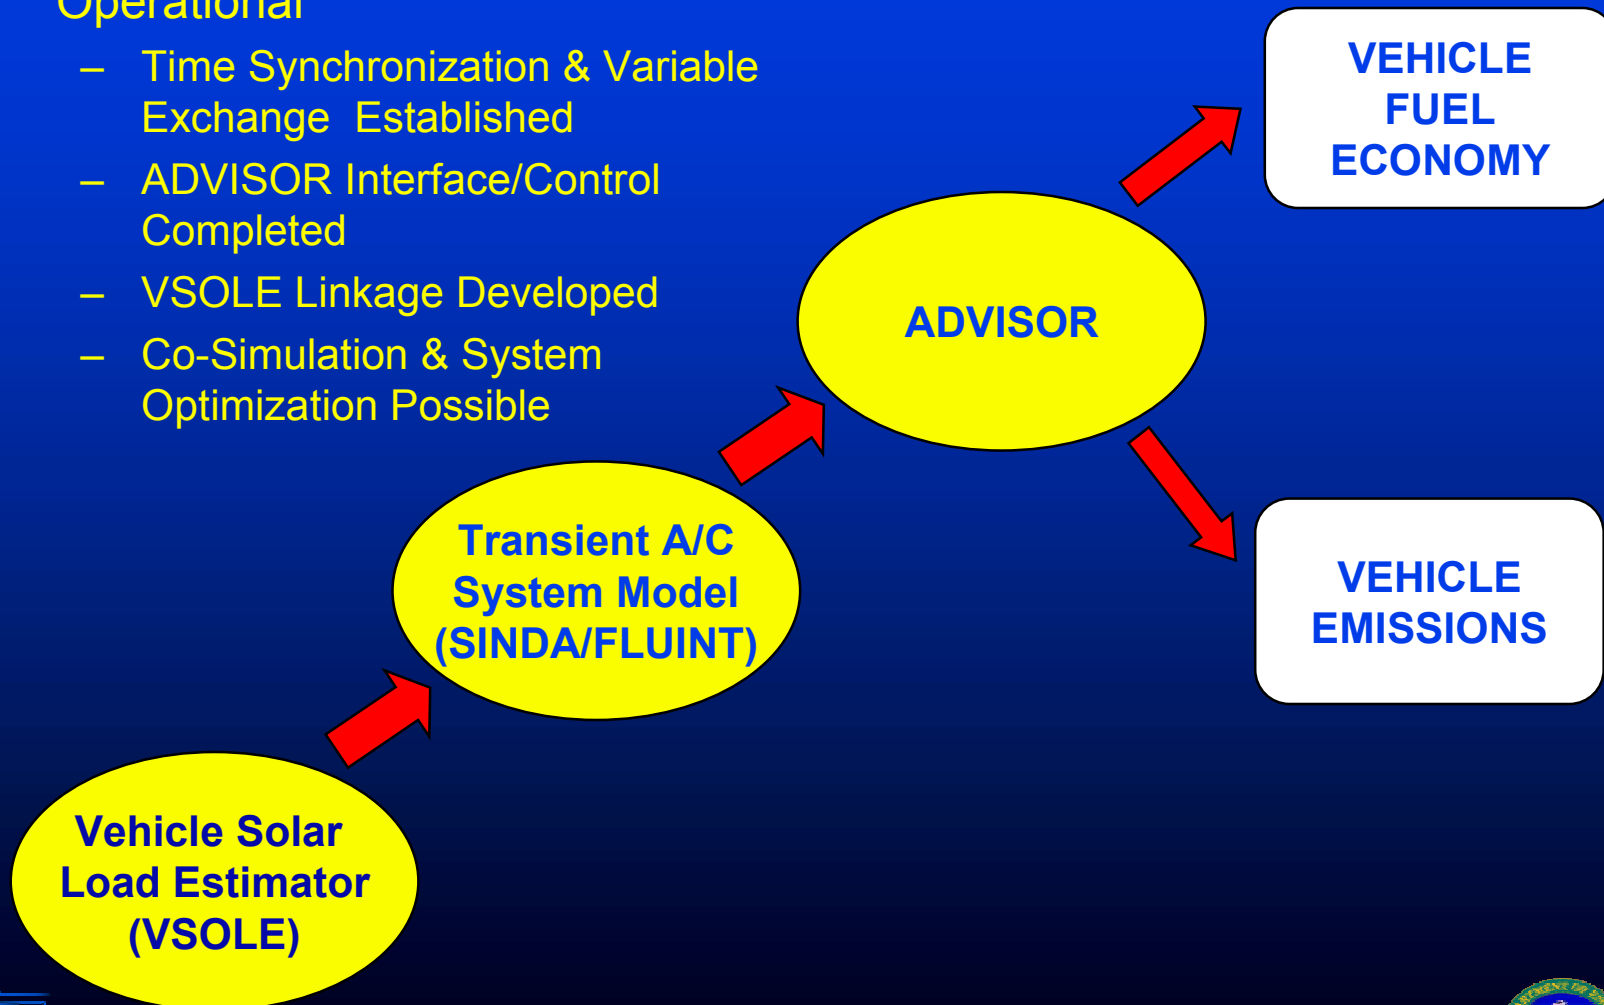 Operational
– Time Synchronization & Variable
Exchange Established
– ADVISOR Interface/Control
Completed
– VSOLE Linkage Developed
– Co-Simulation & System
Optimization Possible
VEHICLE
FUEL
ECONOMY
ADVISOR
Transient A/C
System Model
(SINDA/FLUINT)
VEHICLE
EMISSIONS
Vehicle Solar
Load Estimator
(VSOLE)